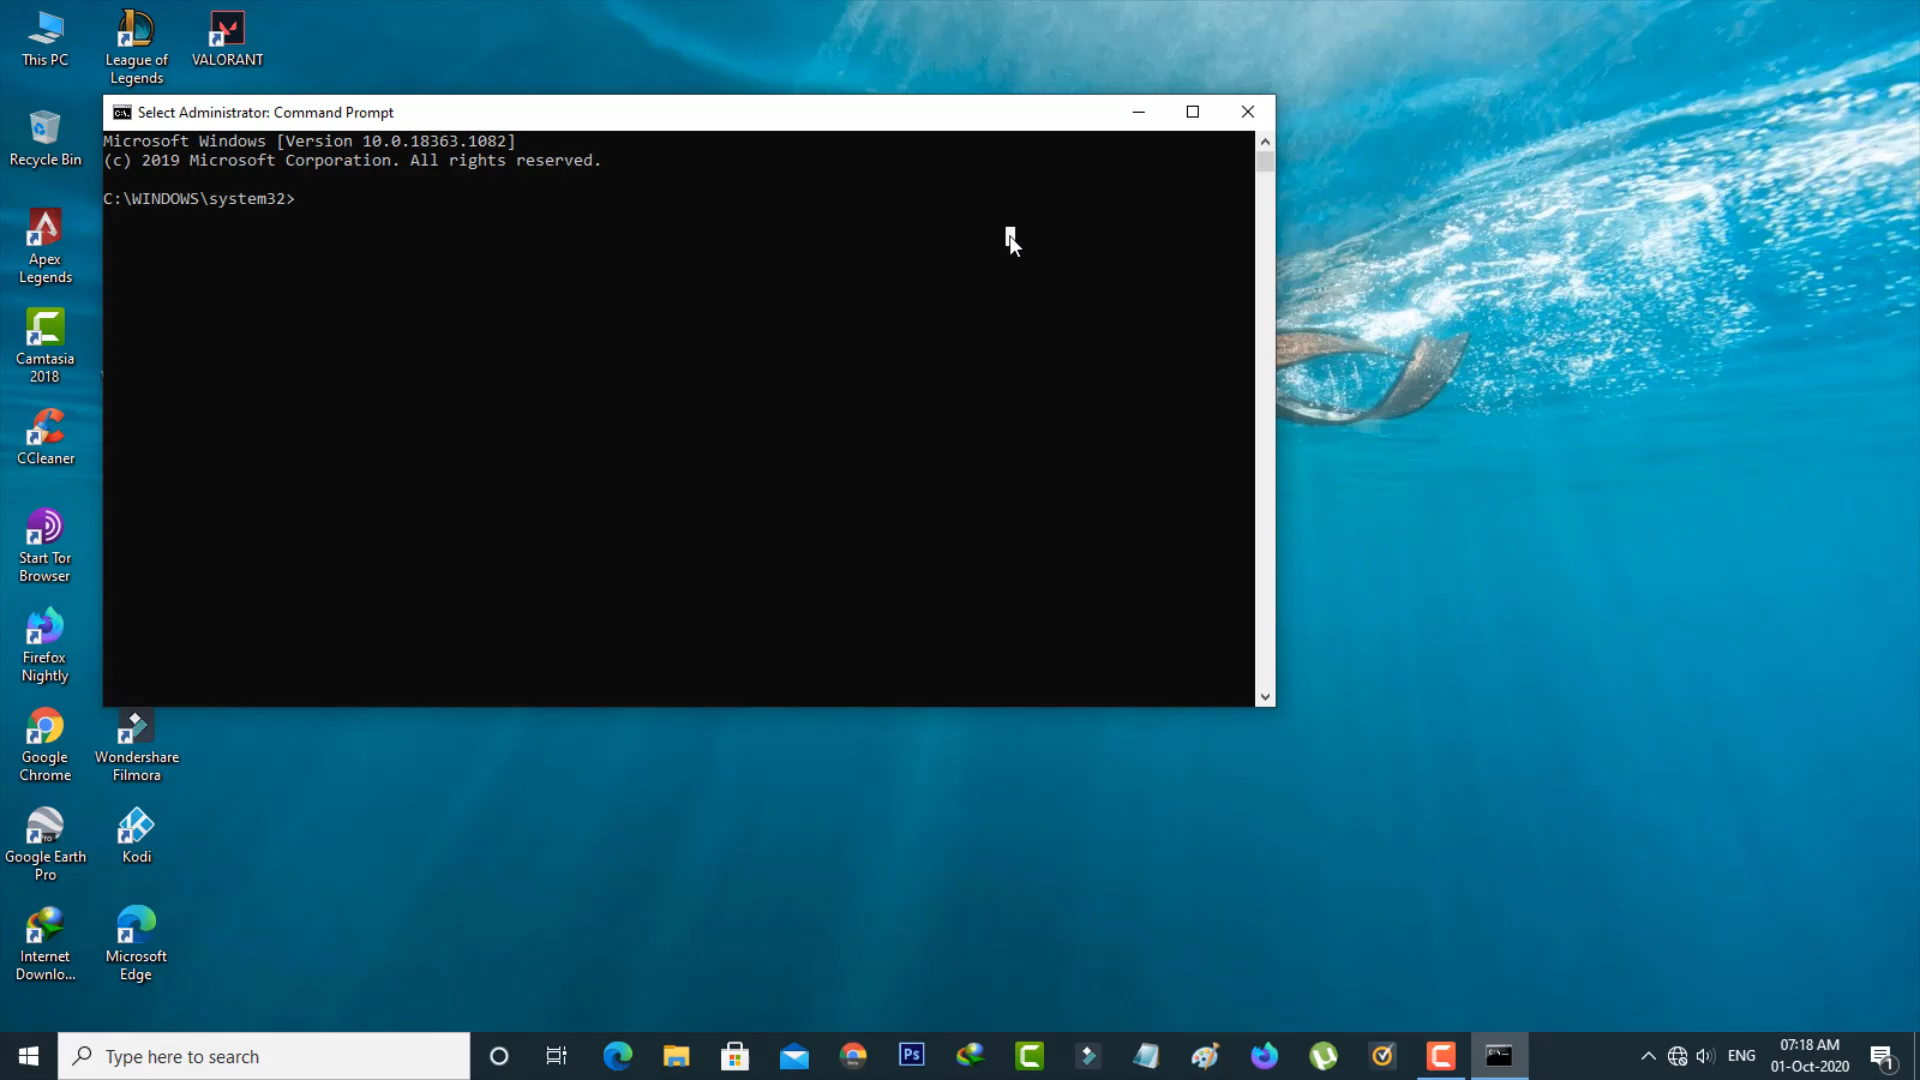 This PC
League of
Legends
VALORANT
Recycle Bin
Apex
Legends
Camtasia
2018
CCleaner
Start Tor
Browser
Firefox
Nightly
Google
Chrome
Wondershare
Filmora
PRO
Google Earth
Pro
Kodi
Internet
Downlo...
Microsoft
Edge
C:\.
Select Administrator: Command Prompt
Microsoft Windows [Version 10.0.18363.1082]
(c) 2019 Microsoft Corporation. All rights reserved.
C:\WINDOWS\system32>
Type here to search
Ps
ENG
07:18 AM
01-Oct-2020
1